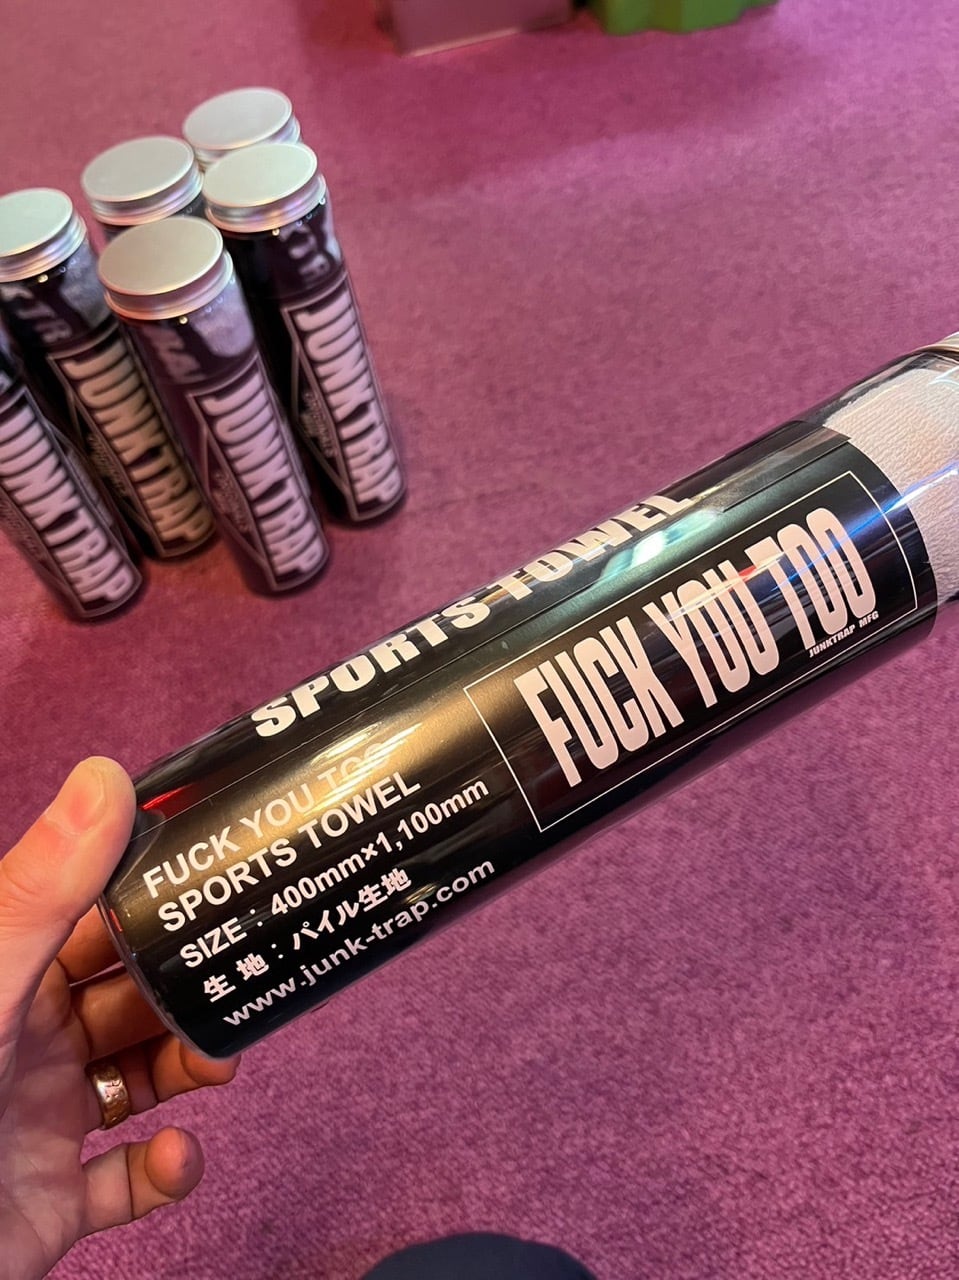 JUNK TRAP
JUNK TRAP
JUNK TRAP
JUNK TRAP
SPORTS TOWEL
FUCK YOU TOO
JUNKTRAP MFG
FUCK YOU TOO
SPORTS TOWEL
SIZE：400mm×1,100mm
生 地：パイル生地
www.junk-trap.com